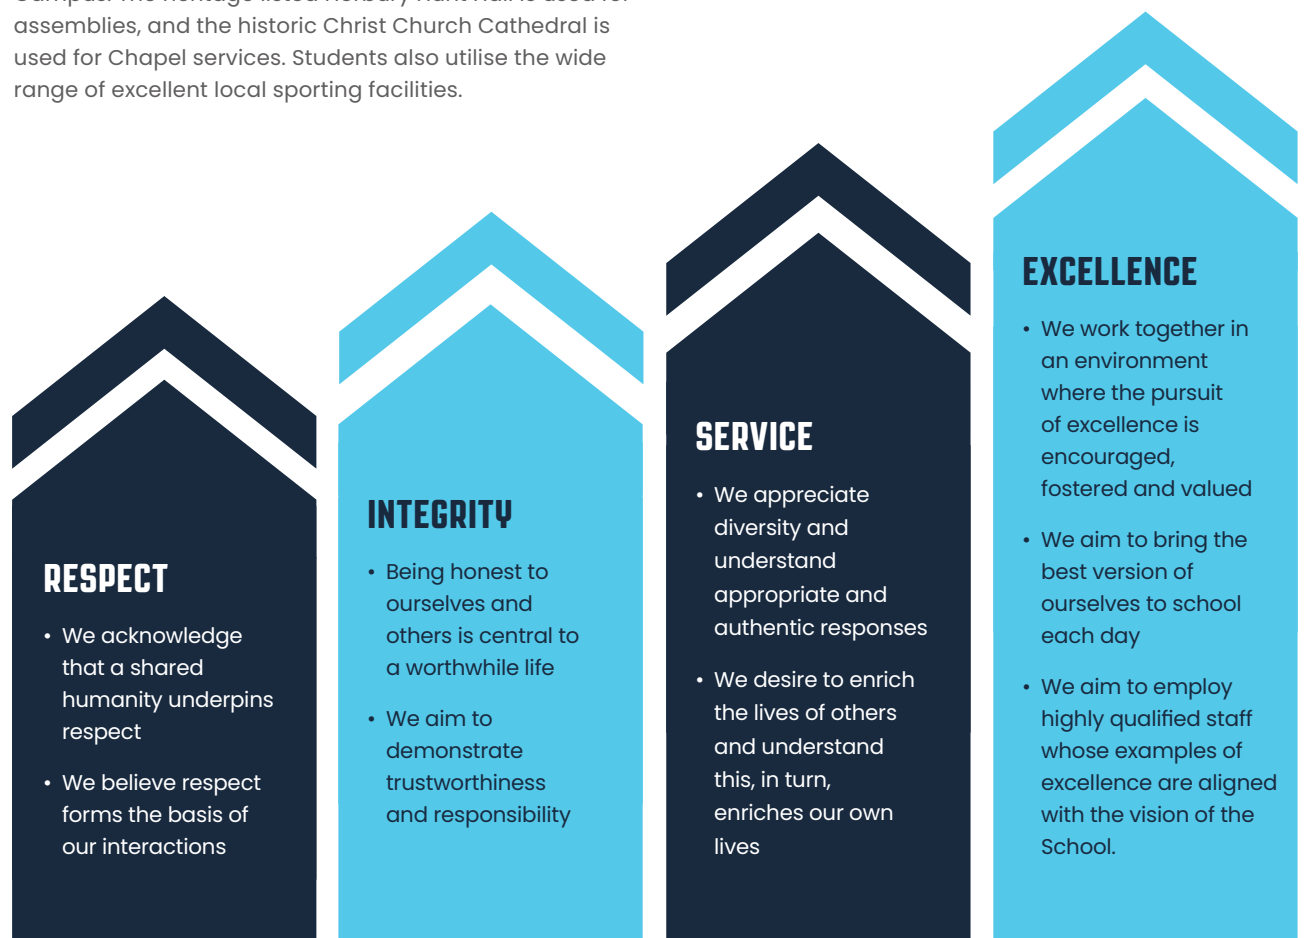 assemblies, and the historic Christ Church Cathedral is
used for Chapel services. Students also utilise the wide
range of excellent local sporting facilities.
RESPECT
• We acknowledge
that a shared
humanity underpins
respect
• We believe respect
forms the basis of
our interactions
INTEGRITY
• Being honest to
ourselves and
others is central to
a worthwhile life
• We aim to
demonstrate
trustworthiness
and responsibility
SERVICE
• We appreciate
diversity and
understand
appropriate and
authentic responses
• We desire to enrich
the lives of others
and understand
this, in turn,
enriches our own
lives
EXCELLENCE
• We work together in
an environment
where the pursuit
of excellence is
encouraged,
fostered and valued
• We aim to bring the
best version of
ourselves to school
each day
• We aim to employ
highly qualified staff
whose examples of
excellence are aligned
with the vision of the
School.